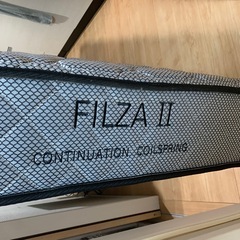 FILZA II
CONTINUATION COILSPRING